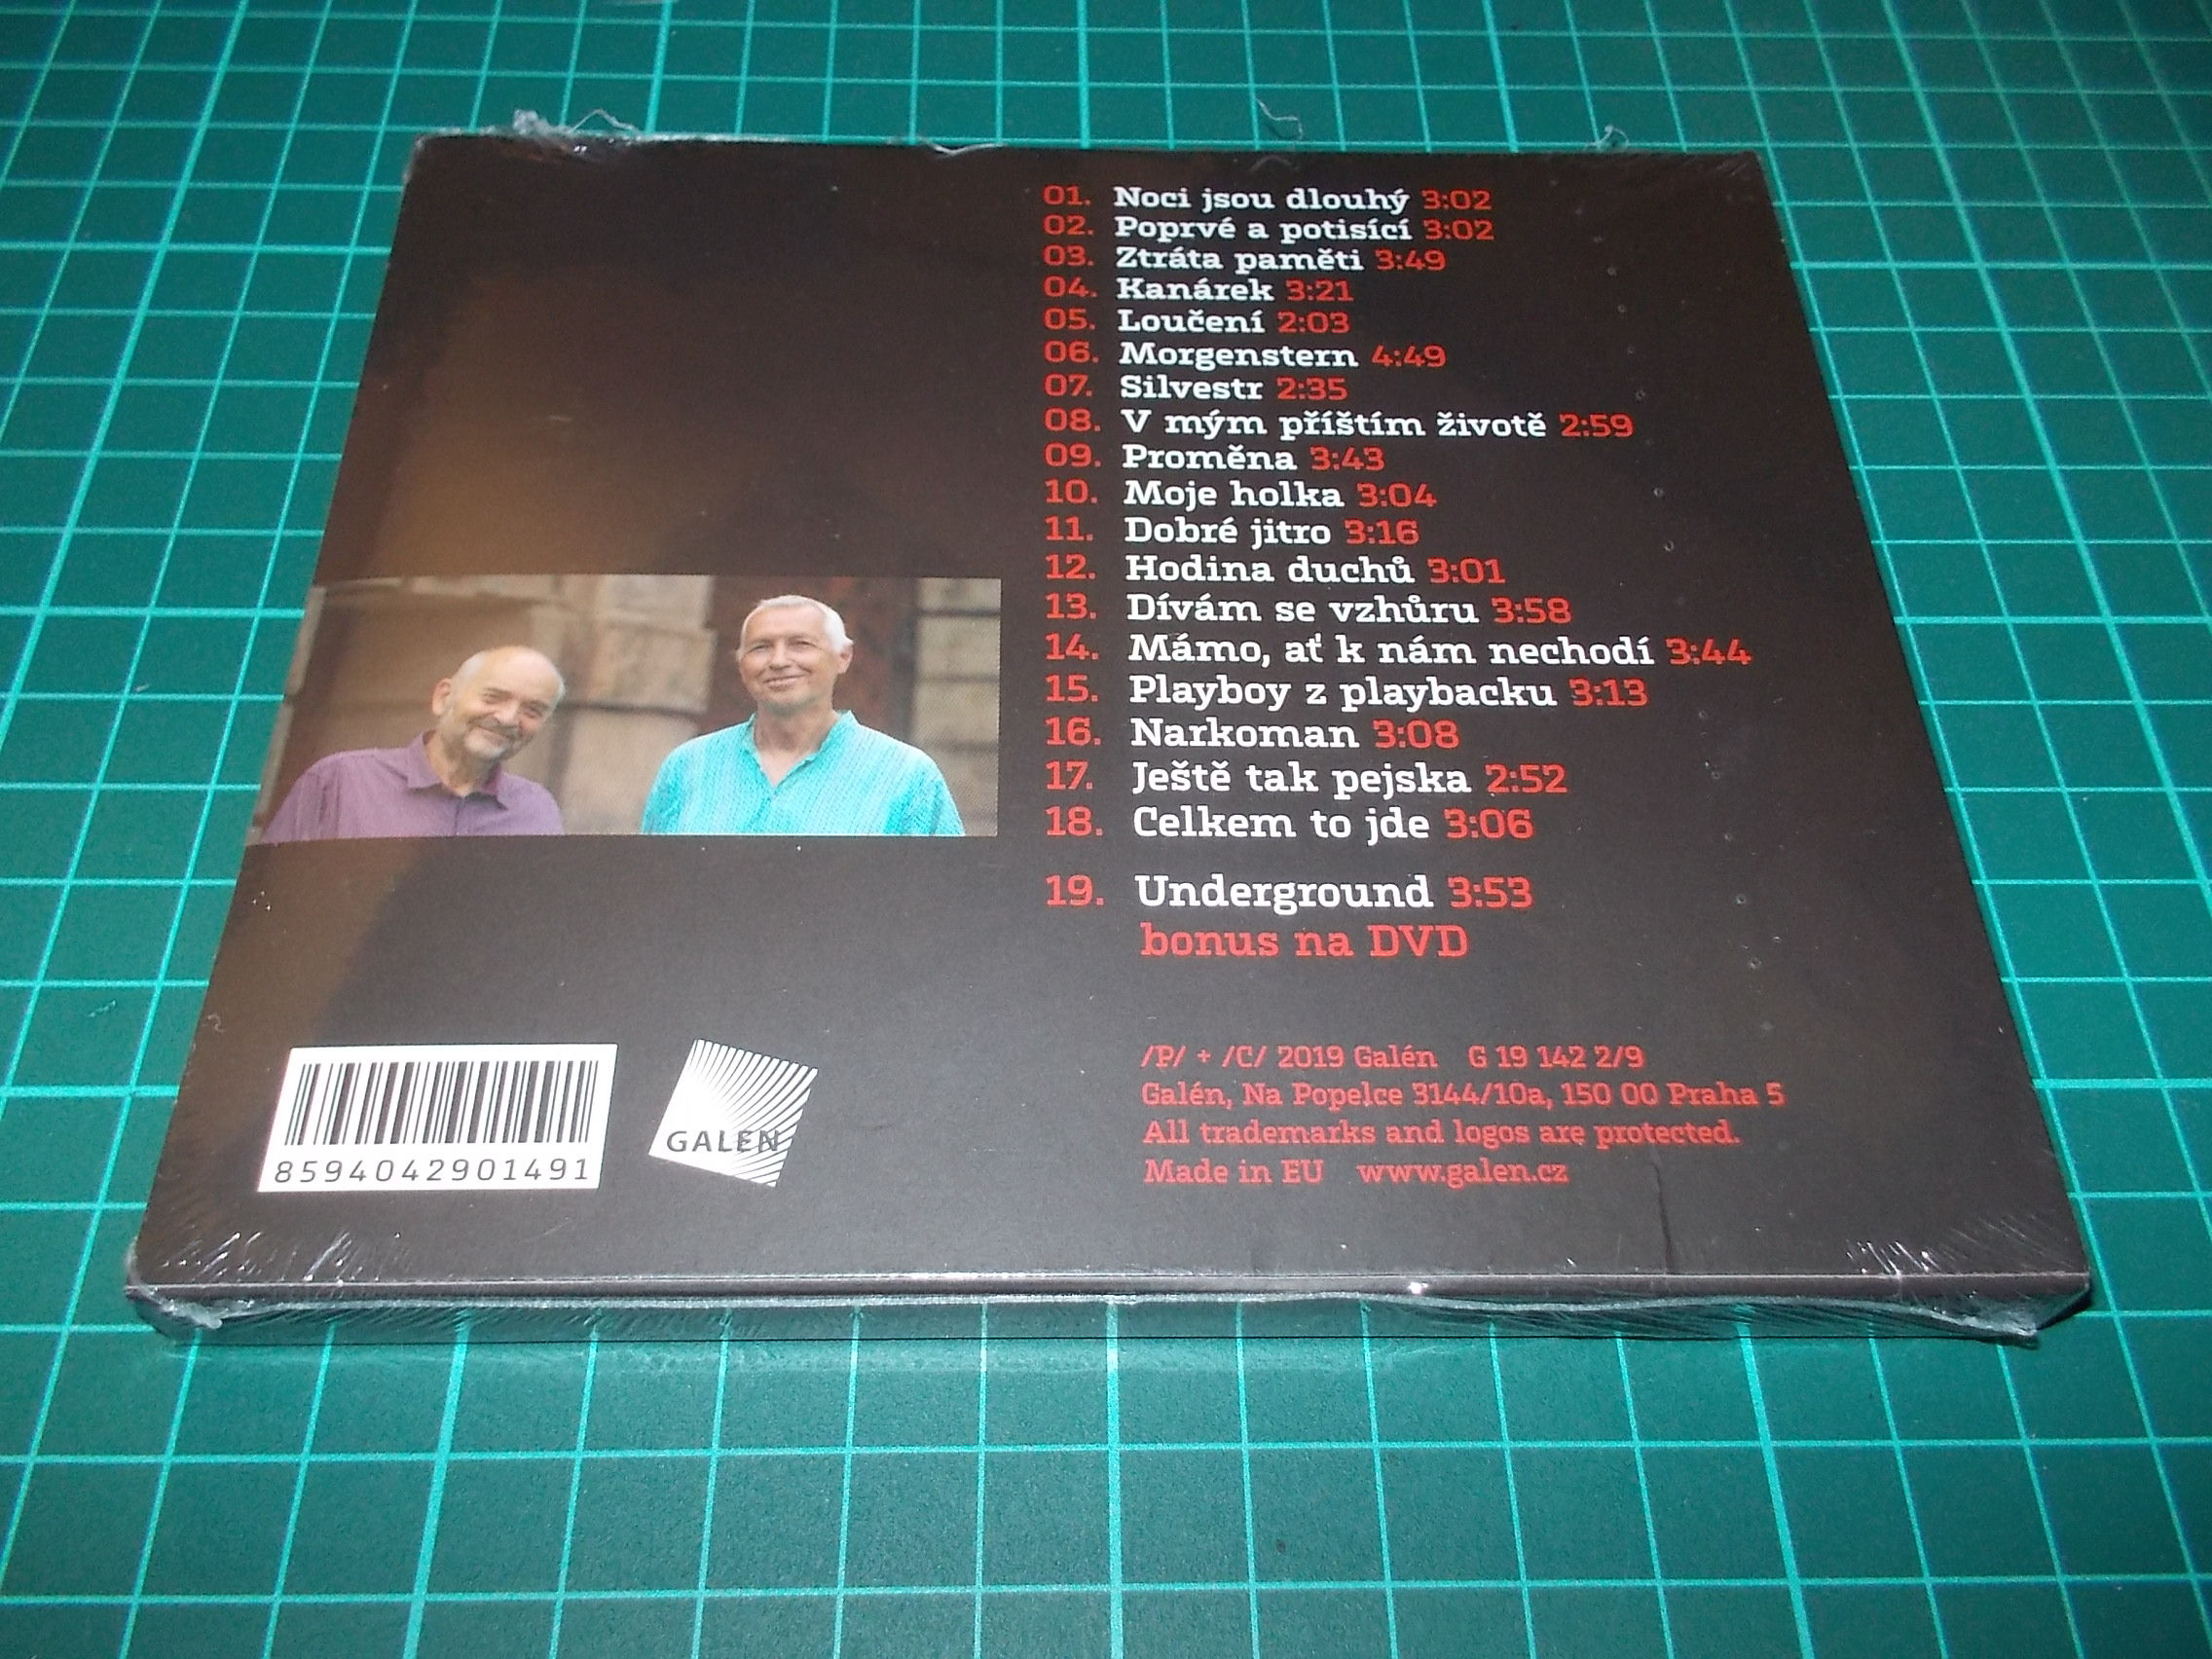 01. Noci jsou dlouhý 3:02
02. Poprvé a potisící 3:02
03. Ztráta paměti 3:49
04. Kanárek 3:21
05. Loučení 2:03
06. Morgenstern 4:49
07. Silvestr 2:35
08. V mým příštím životě 2:59
09. Proměna 3:43
10. Moje holka 3:04
11. Dobré jitro 3:16
12. Hodina duchů 3:01
13. Dívám se vzhůru 3:58
14. Mámo, ať k nám nechodí 3:44
15. Playboy z playbacku 3:13
16. Narkoman 3:08
17. Ještě tak pejska 2:52
18. Celkem to jde 3:06
19. Underground 3:53
bonus na DVD
8594042901491
GALEN
/P/ + /C/ 2019 Galén G 19 142 2/9
Galén, Na Popelce 3144/10a, 150 00 Praha 5
All trademarks and logos are protected.
Made in EU www.galen.cz